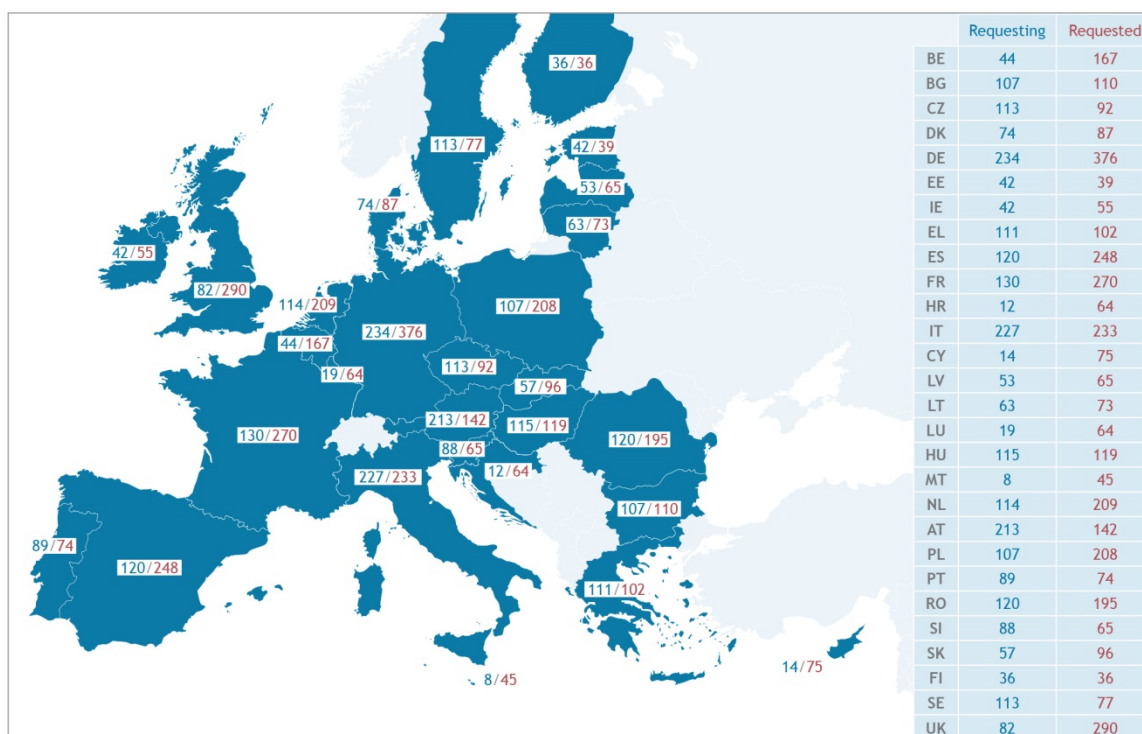 36/36
113/77
42/39
53/65
74/87
63/73
42/55
82/290
114/209
107/208
234/376
44/167
113/92
19/64
57/96
213/142
115/119
130/270
120/195
88/65
12/64
227/233
107/110
89/74
120/248
111/102
14/75
8/45
Requesting Requested
BE 44 167
BG 107 110
CZ 113 92
DK 74 87
DE 234 376
EE 42 39
IE 42 55
EL 111 102
ES 120 248
FR 130 270
HR 12 64
IT 227 233
CY 14 75
LV 53 65
LT 63 73
LU 19 64
HU 115 119
MT 8 45
NL 114 209
AT 213 142
PL 107 208
PT 89 74
RO 120 195
SI 88 65
SK 57 96
FI 36 36
SE 113 77
UK 82 290